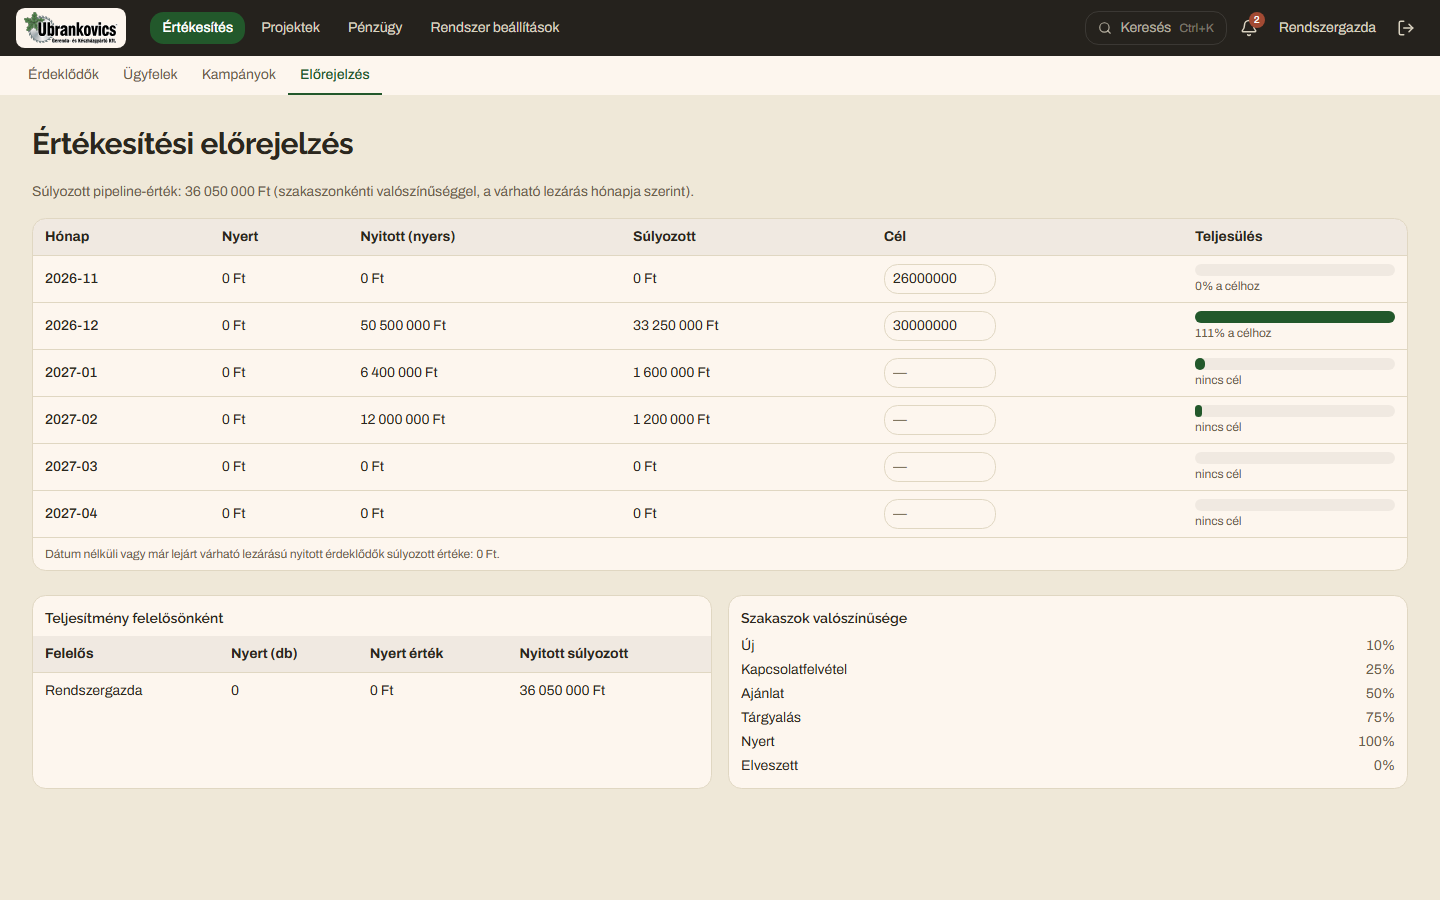 Ubrankovics
Gerenda- és Készházgyártó Kft.
Értékesítés Projektek Pénzügy Rendszer beállítások Keresés Ctrl+K 2 Rendszergazda
Érdeklődők Ügyfelek Kampányok Előrejelzés
Értékesítési előrejelzés
Súlyozott pipeline-érték: 36 050 000 Ft (szakaszonkénti valószínűséggel, a várható lezárás hónapja szerint).
Hónap Nyert Nyitott (nyers) Súlyozott Cél Teljesülés
2026-11 0 Ft 0 Ft 0 Ft 26000000 0% a célhoz
2026-12 0 Ft 50 500 000 Ft 33 250 000 Ft 30000000 111% a célhoz
2027-01 0 Ft 6 400 000 Ft 1 600 000 Ft — nincs cél
2027-02 0 Ft 12 000 000 Ft 1 200 000 Ft — nincs cél
2027-03 0 Ft 0 Ft 0 Ft — nincs cél
2027-04 0 Ft 0 Ft 0 Ft — nincs cél
Dátum nélküli vagy már lejárt várható lezárású nyitott érdeklődők súlyozott értéke: 0 Ft.
Teljesítmény felelősönként
Felelős Nyert (db) Nyert érték Nyitott súlyozott
Rendszergazda 0 0 Ft 36 050 000 Ft
Szakaszok valószínűsége
Új 10%
Kapcsolatfelvétel 25%
Ajánlat 50%
Tárgyalás 75%
Nyert 100%
Elveszett 0%